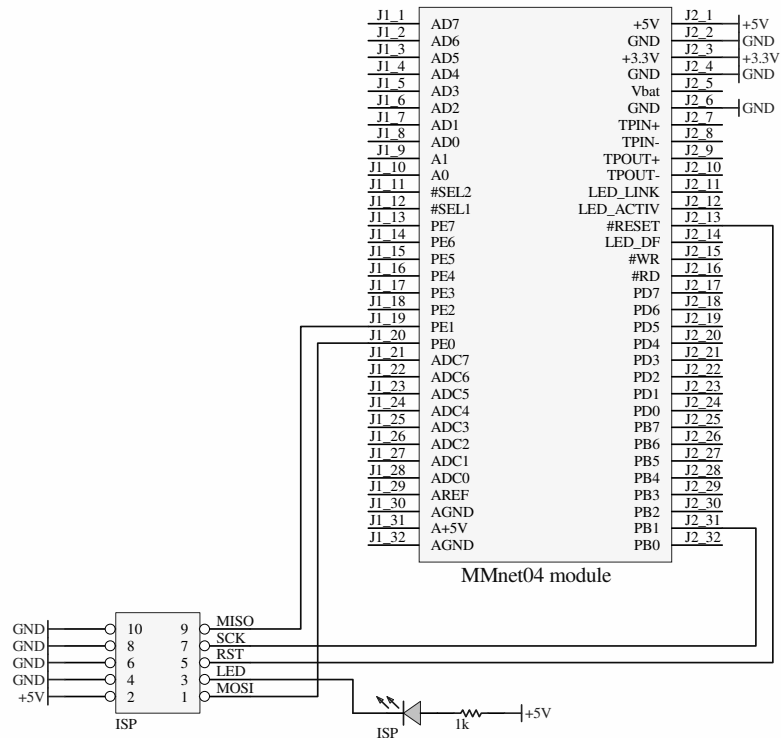 J1_1 AD7 +5V J2_1 +5V
J1_2 AD6 GND J2_2 GND
J1_3 AD5 +3.3V J2_3 +3.3V
J1_4 AD4 GND J2_4 GND
J1_5 AD3 Vbat J2_5
J1_6 AD2 GND J2_6 GND
J1_7 AD1 TPIN+ J2_7
J1_8 AD0 TPIN- J2_8
J1_9 A1 TPOUT+ J2_9
J1_10 A0 TPOUT- J2_10
J1_11 #SEL2 LED_LINK J2_11
J1_12 #SEL1 LED_ACTIV J2_12
J1_13 PE7 #RESET J2_13
J1_14 PE6 LED_DF J2_14
J1_15 PE5 #WR J2_15
J1_16 PE4 #RD J2_16
J1_17 PE3 PD7 J2_17
J1_18 PE2 PD6 J2_18
J1_19 PE1 PD5 J2_19
J1_20 PE0 PD4 J2_20
J1_21 ADC7 PD3 J2_21
J1_22 ADC6 PD2 J2_22
J1_23 ADC5 PD1 J2_23
J1_24 ADC4 PD0 J2_24
J1_25 ADC3 PB7 J2_25
J1_26 ADC2 PB6 J2_26
J1_27 ADC1 PB5 J2_27
J1_28 ADC0 PB4 J2_28
J1_29 AREF PB3 J2_29
J1_30 AGND PB2 J2_30
J1_31 A+5V PB1 J2_31
J1_32 AGND PB0 J2_32
MMnet04 module
GND 10 9 MISO
GND 8 7 SCK
GND 6 5 RST
GND 4 3 LED
+5V 2 1 MOSI
ISP
ISP 1k +5V